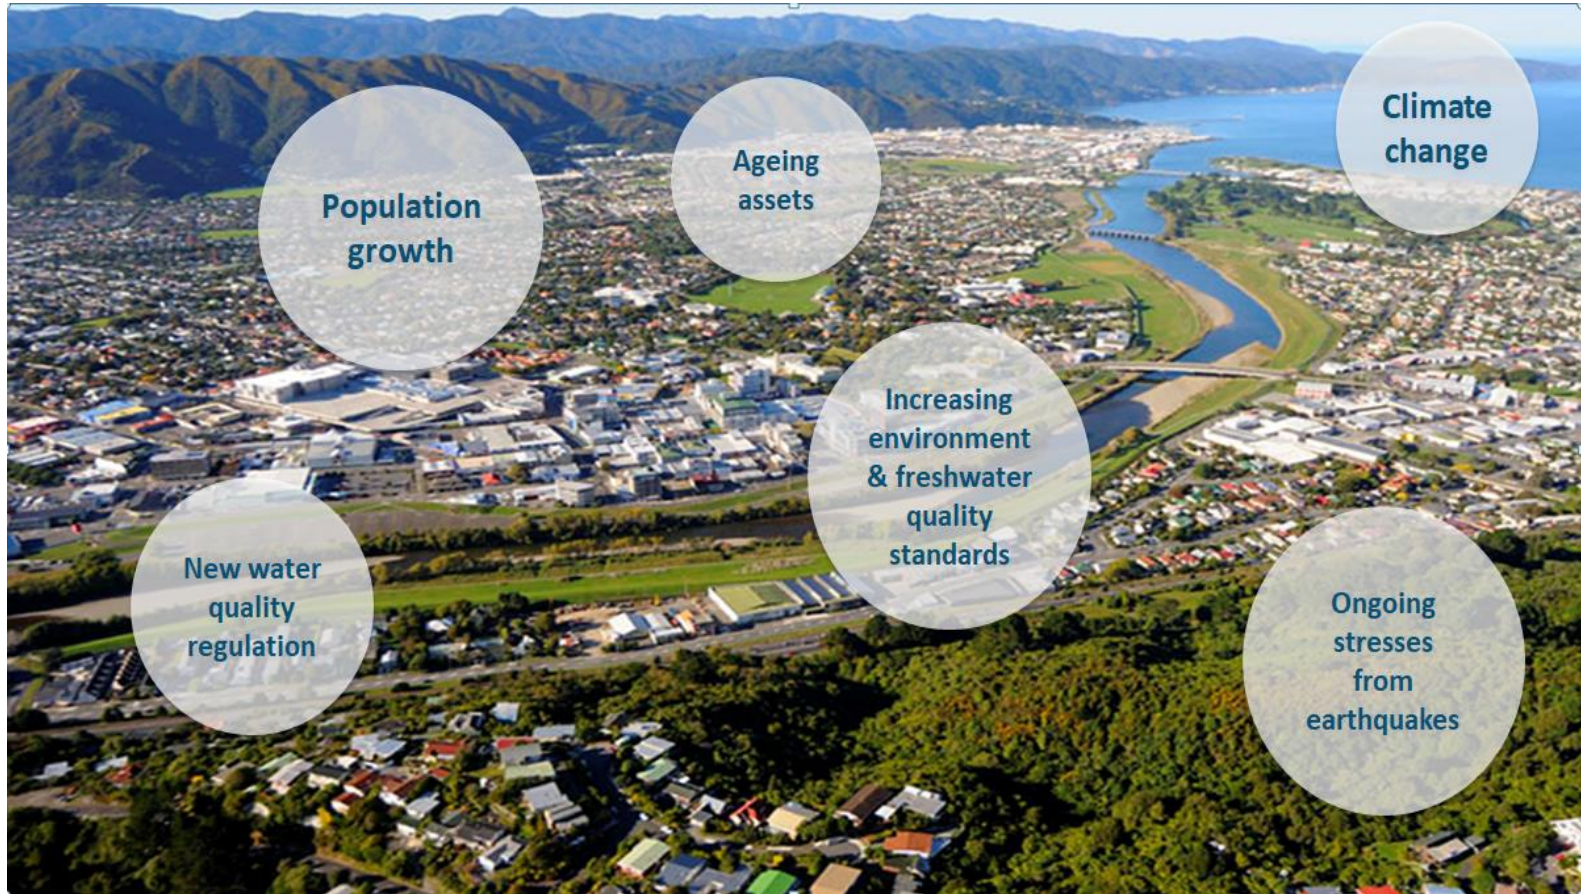 Population
growth
Ageing
assets
Climate
change
New water
quality
regulation
Increasing
environment
& freshwater
quality
standards
Ongoing
stresses
from
earthquakes